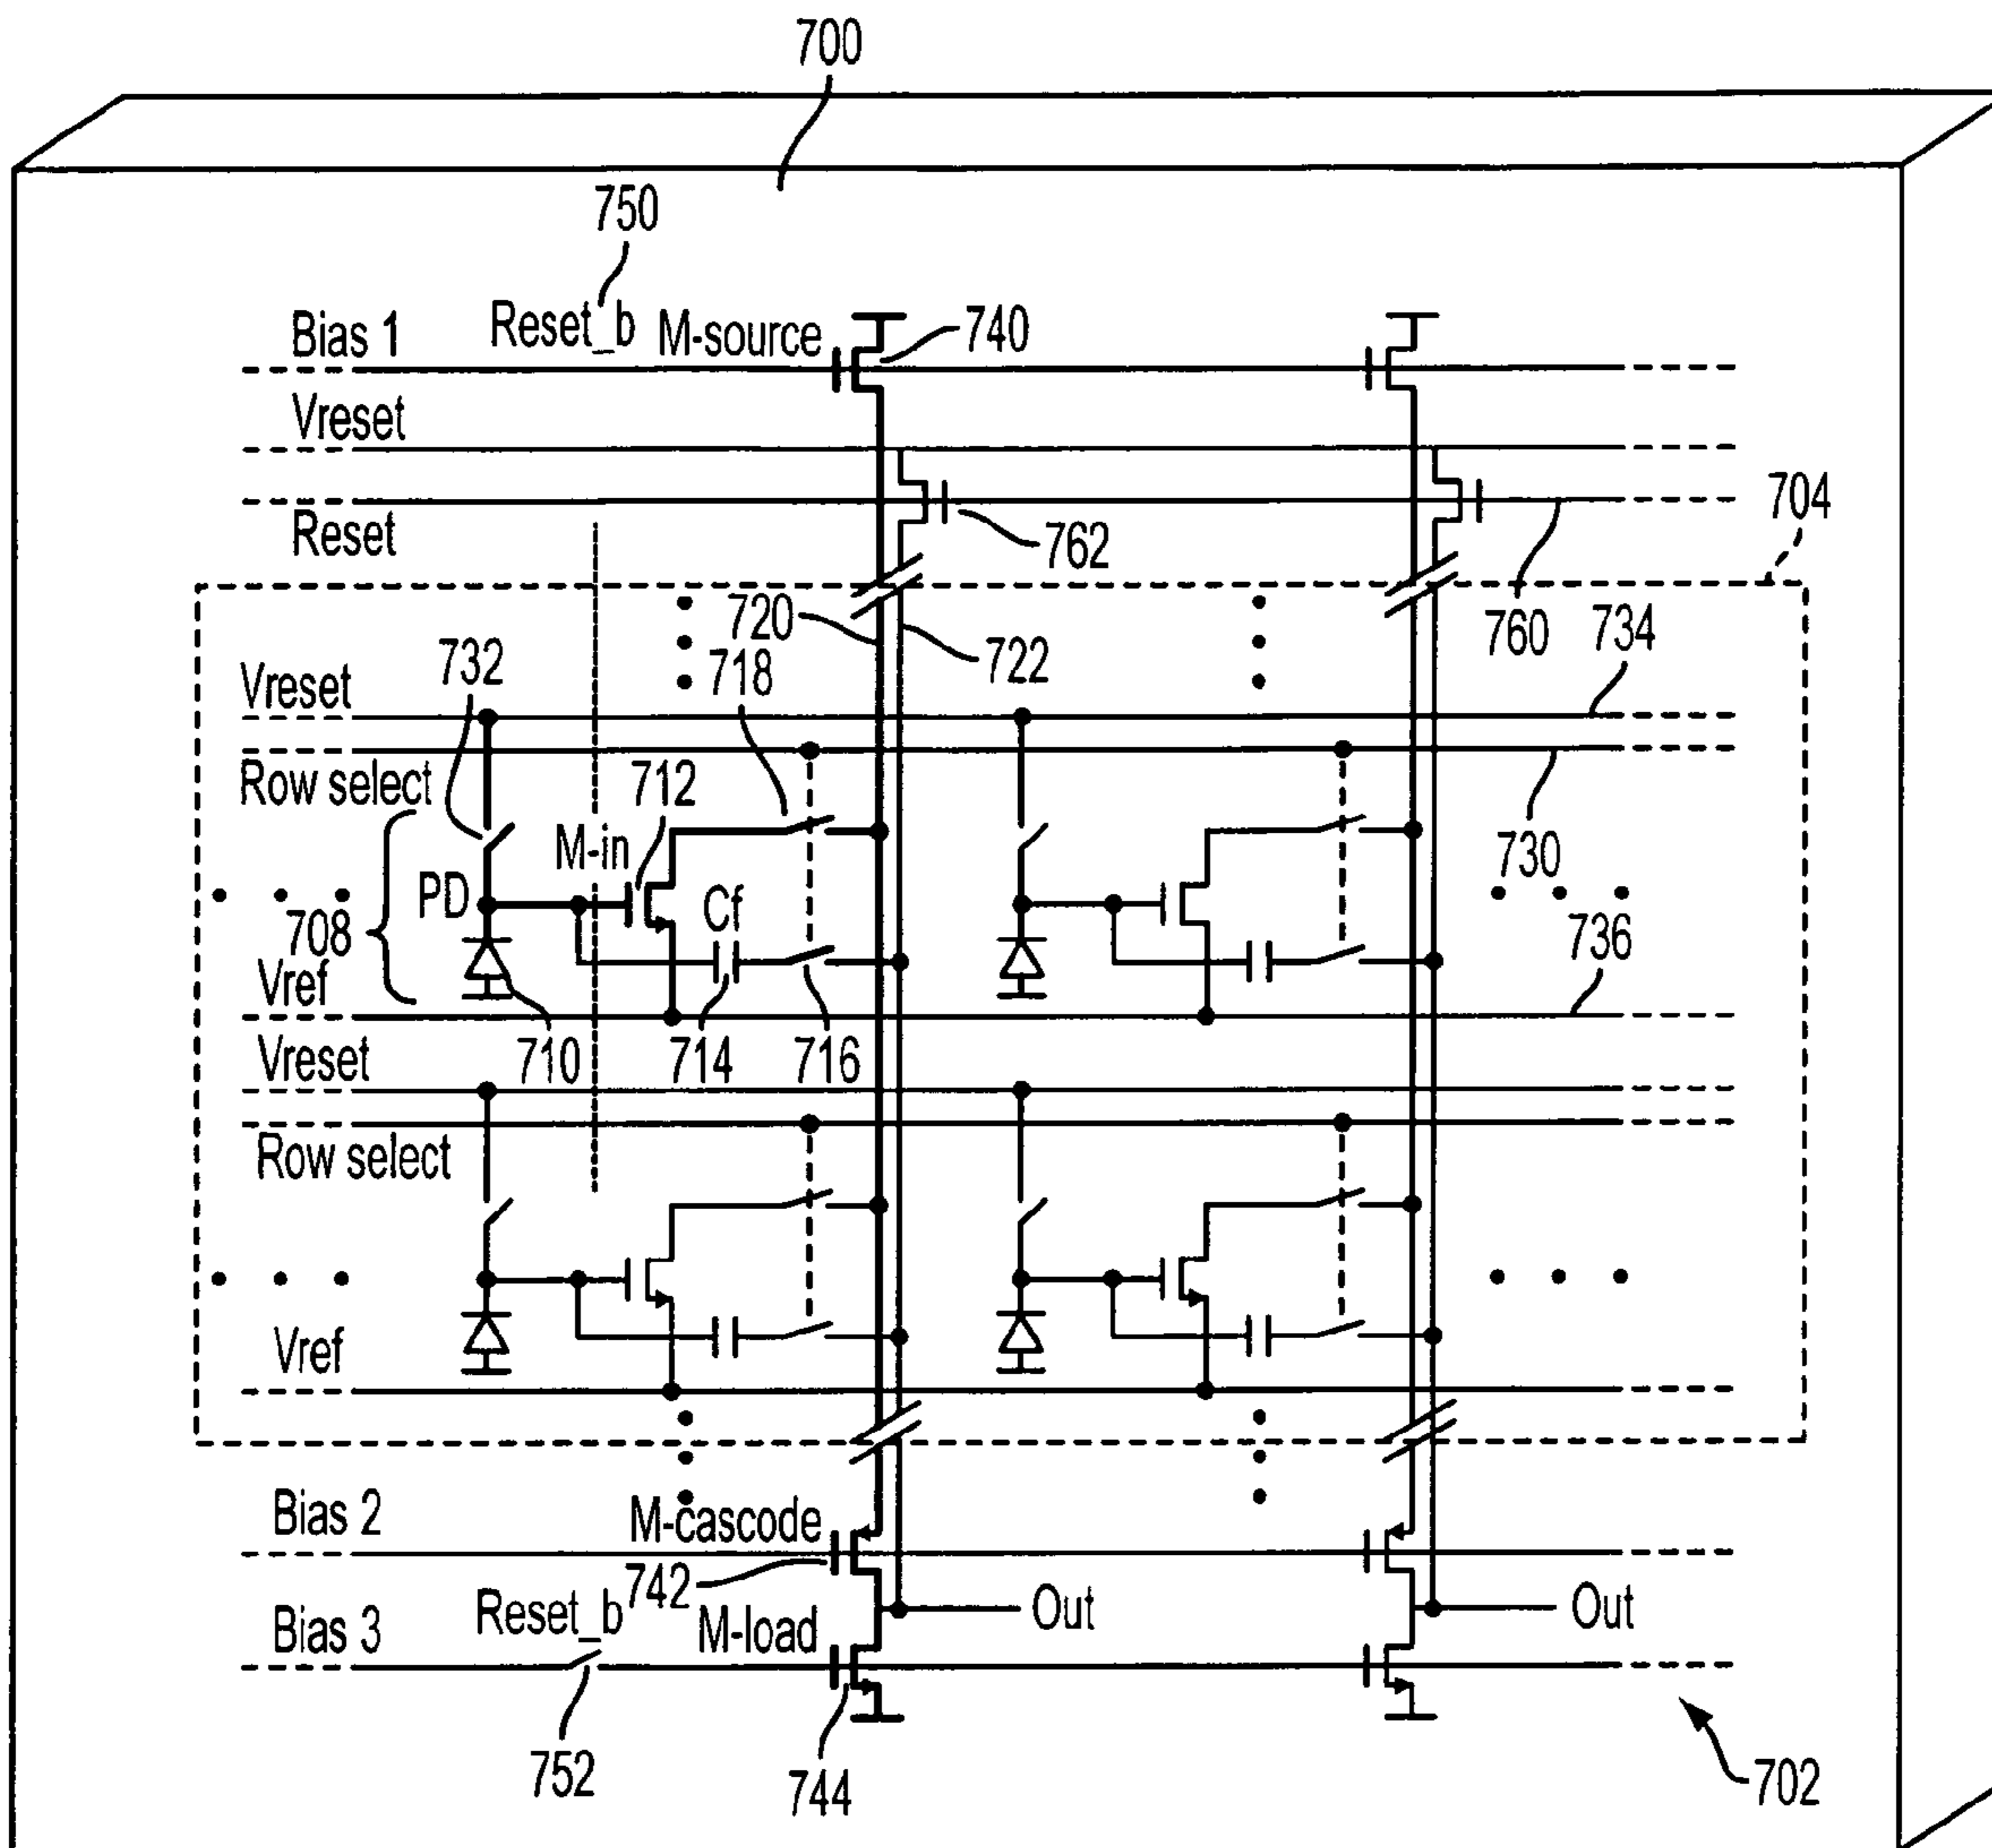 700
750
Bias 1
Reset_b
M-source
740
Vreset
Reset
762
704
720
722
760
734
732
718
Vreset
Row select
712
M-in
730
PD
Cf
708
736
Vref
710
714
716
Vreset
Row select
Vref
Bias 2
M-cascode
742
Out
Out
Bias 3
Reset_b
M-load
752
744
702